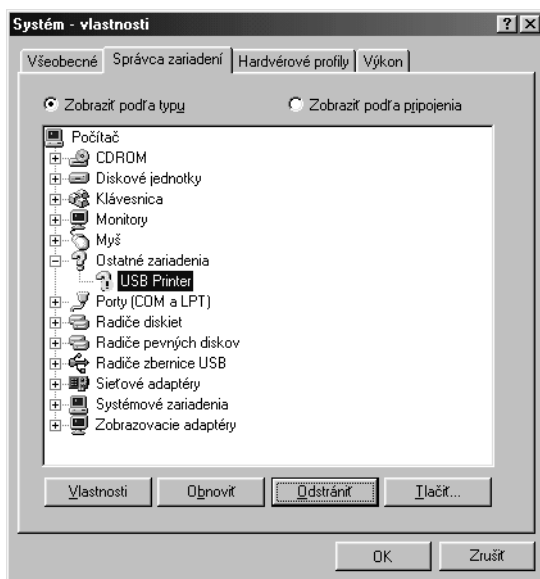 Systém - vlastnosti
Všeobecné Správca zariadení Hardvérové profily Výkon
Zobraziť podľa typu Zobraziť podľa pripojenia
Počítač
CDROM
Diskové jednotky
Klávesnica
Monitory
Myš
Ostatné zariadenia
USB Printer
Porty (COM a LPT)
Radiče diskiet
Radiče pevných diskov
Radiče zbernice USB
Sieťové adaptéry
Systémové zariadenia
Zobrazovacie adaptéry
Vlastnosti Obnoviť Odstrániť Tlačiť...
OK Zrušiť